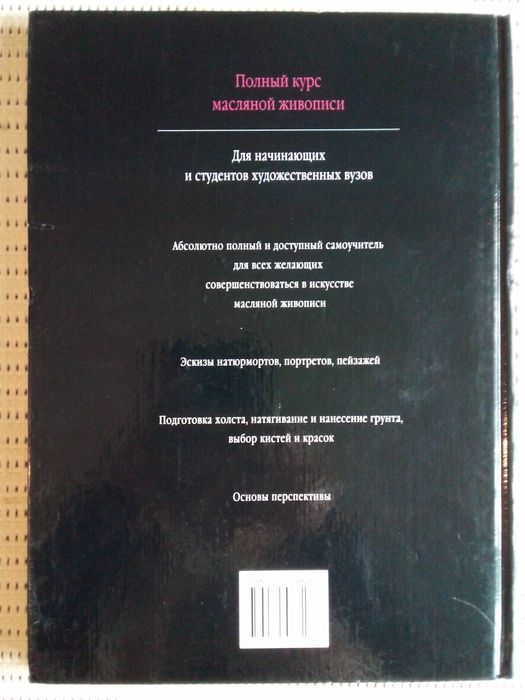 Полный курс
масляной живописи
Для начинающих
и студентов художественных вузов
Абсолютно полный и доступный самоучитель
для всех желающих
совершенствоваться в искусстве
масляной живописи
Эскизы натюрмортов, портретов, пейзажей
Подготовка холста, натягивание и нанесение грунта,
выбор кистей и красок
Основы перспективы